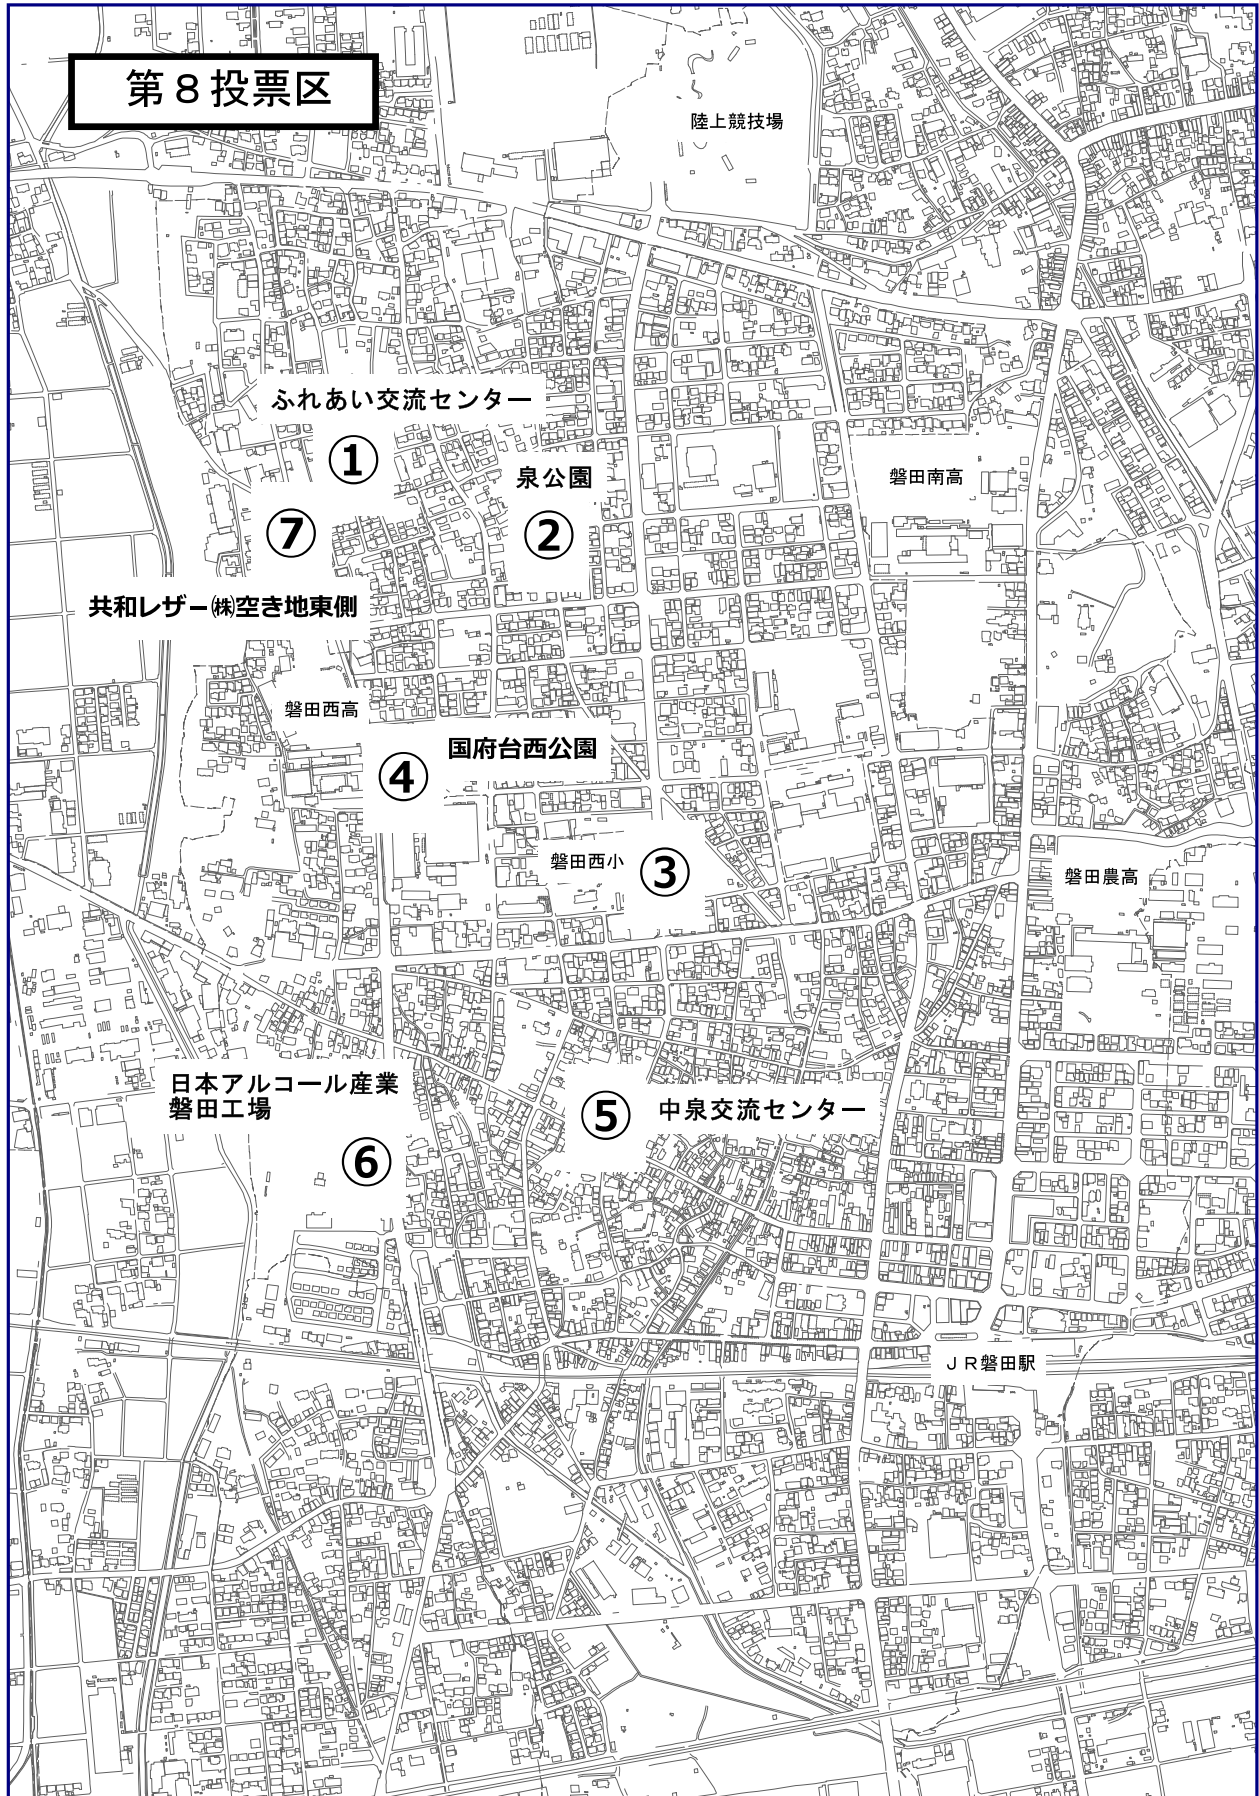 第８投票区
陸上競技場
ふれあい交流センター
①
泉公園
磐田南高
⑦
②
共和レザー㈱空き地東側
磐田西高
国府台西公園
④
磐田西小
③
磐田農高
日本アルコール産業
磐田工場
⑤
中泉交流センター
⑥
ＪＲ磐田駅